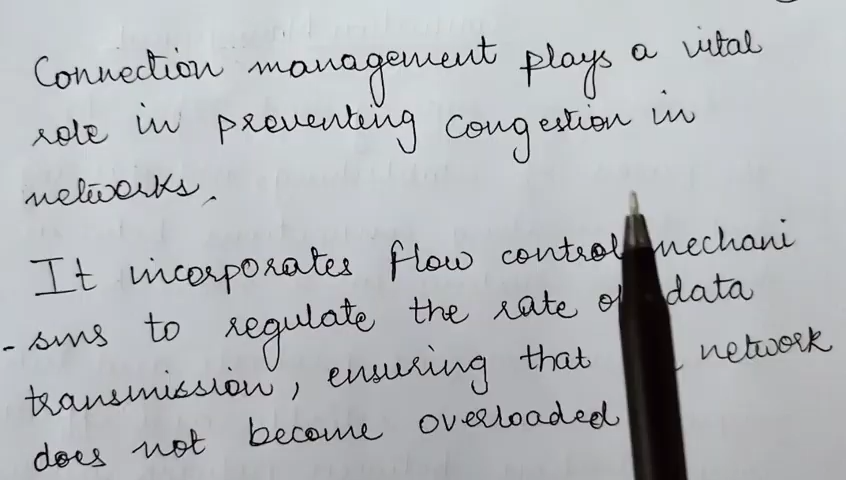 Connection management plays a vital
role in preventing congestion in
networks.
It incorporates flow control mechani
- sms to regulate the rate of data
transmission, ensuring that network
does not become overloaded